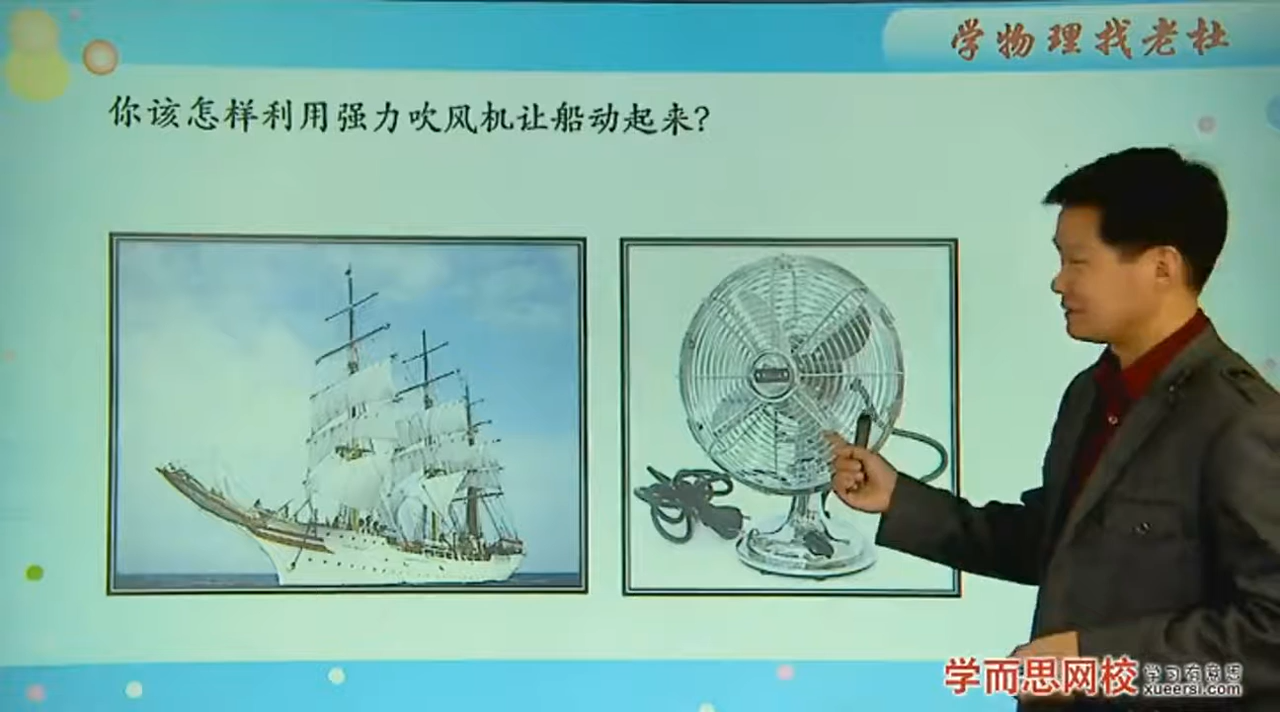 学物理找老杜
你该怎样利用强力吹风机让船动起来?
学而思网校
学习有意思
xueersi.com